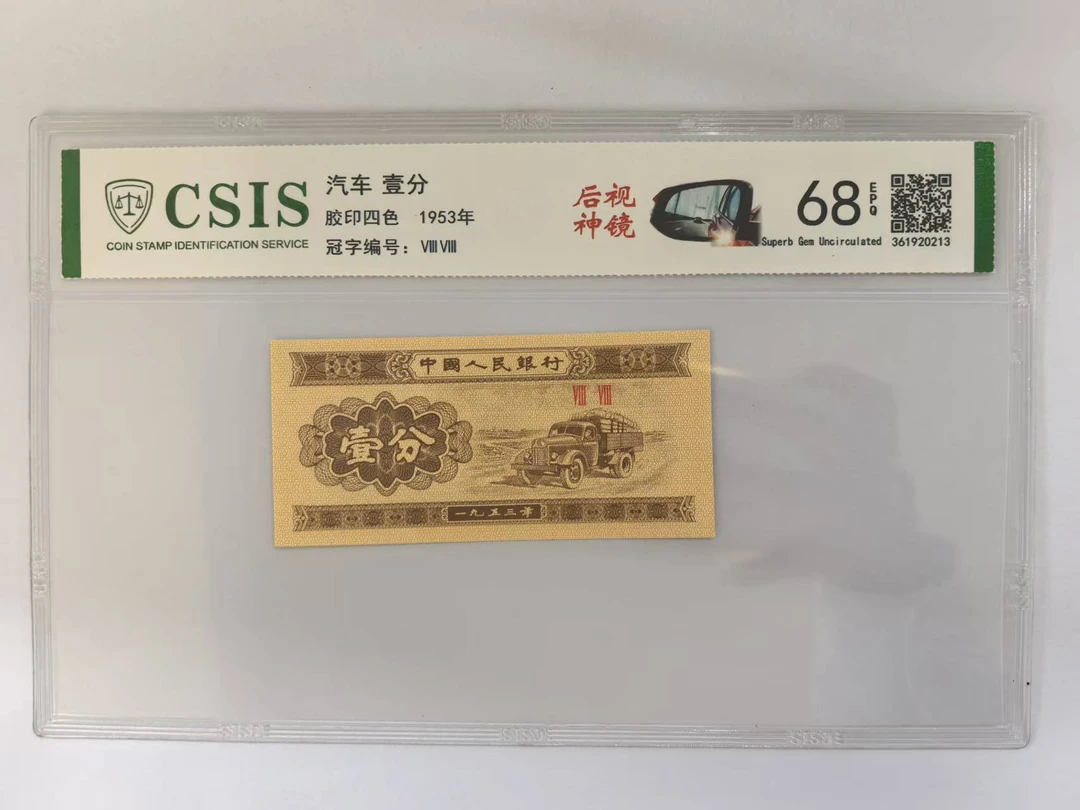 CSIS
COIN STAMP IDENTIFICATION SERVICE
汽车 壹分
胶印四色 1953年
冠字编号：ⅧⅧ
后视
神镜
68
EPQ
Superb Gem Uncirculated
361920213
中國人民銀行
Ⅷ Ⅷ
壹分
一九五三年